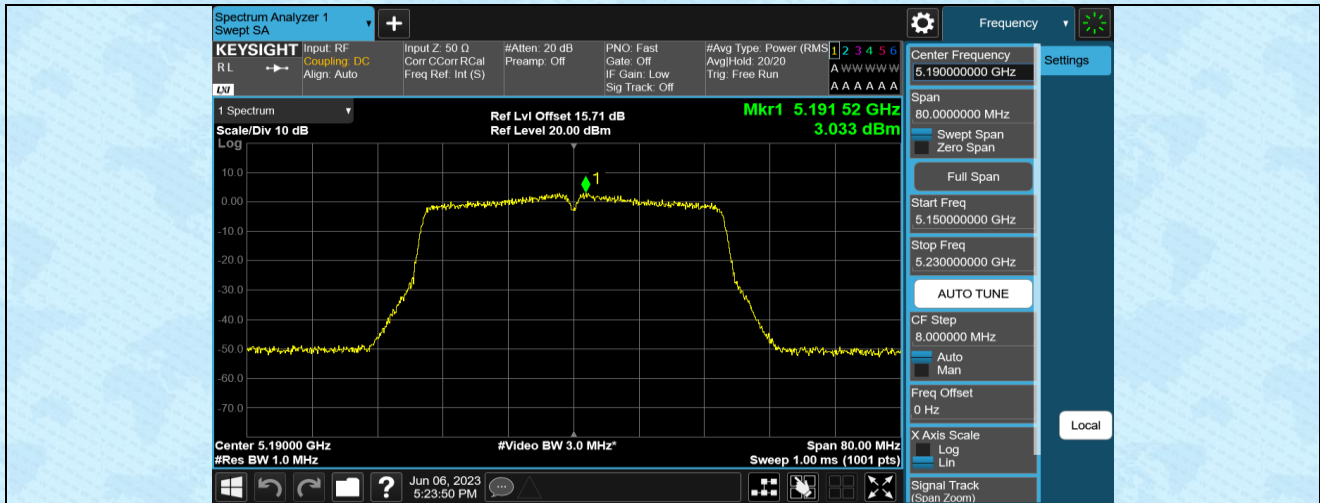 Spectrum Analyzer 1
Swept SA
+
Frequency
KEYSIGHT
RL
LXI
Input: RF
Coupling: DC
Align: Auto
Input Z: 50 Ω
Corr CCorr RCal
Freq Ref: Int (S)
#Atten: 20 dB
Preamp: Off
PNO: Fast
Gate: Off
IF Gain: Low
Sig Track: Off
#Avg Type: Power (RMS
Avg|Hold: 20/20
Trig: Free Run
1 2 3 4 5 6
A W W W W W
A A A A A A
1 Spectrum
Scale/Div 10 dB
Log
Ref Lvl Offset 15.71 dB
Ref Level 20.00 dBm
Mkr1 5.191 52 GHz
3.033 dBm
10.0
0.00
-10.0
-20.0
-30.0
-40.0
-50.0
-60.0
-70.0
1
Center 5.19000 GHz
#Res BW 1.0 MHz
#Video BW 3.0 MHz*
Span 80.00 MHz
Sweep 1.00 ms (1001 pts)
?
Jun 06, 2023
5:23:50 PM
Center Frequency
5.190000000 GHz
Settings
Span
80.0000000 MHz
Swept Span
Zero Span
Full Span
Start Freq
5.150000000 GHz
Stop Freq
5.230000000 GHz
AUTO TUNE
CF Step
8.000000 MHz
Auto
Man
Freq Offset
0 Hz
X Axis Scale
Log
Lin
Local
Signal Track
(Span Zoom)